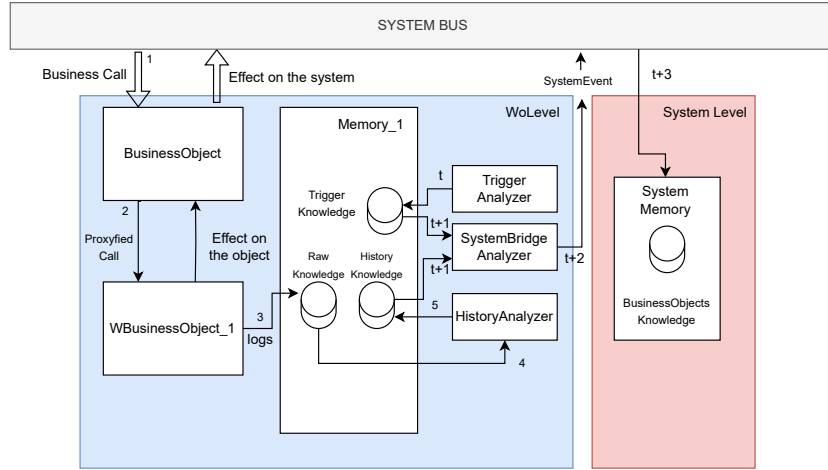 SYSTEM BUS
1
Business Call
Effect on the system
SystemEvent
t+3
WoLevel
System Level
BusinessObject
Memory_1
Trigger
Knowledge
t
Trigger
Analyzer
System
Memory
2
Proxyfied
Call
Effect on
the object
t+1
SystemBridge
Analyzer
t+2
Raw
Knowledge
History
Knowledge
t+1
BusinessObjects
Knowledge
WBusinessObject_1
3
logs
5
HistoryAnalyzer
4